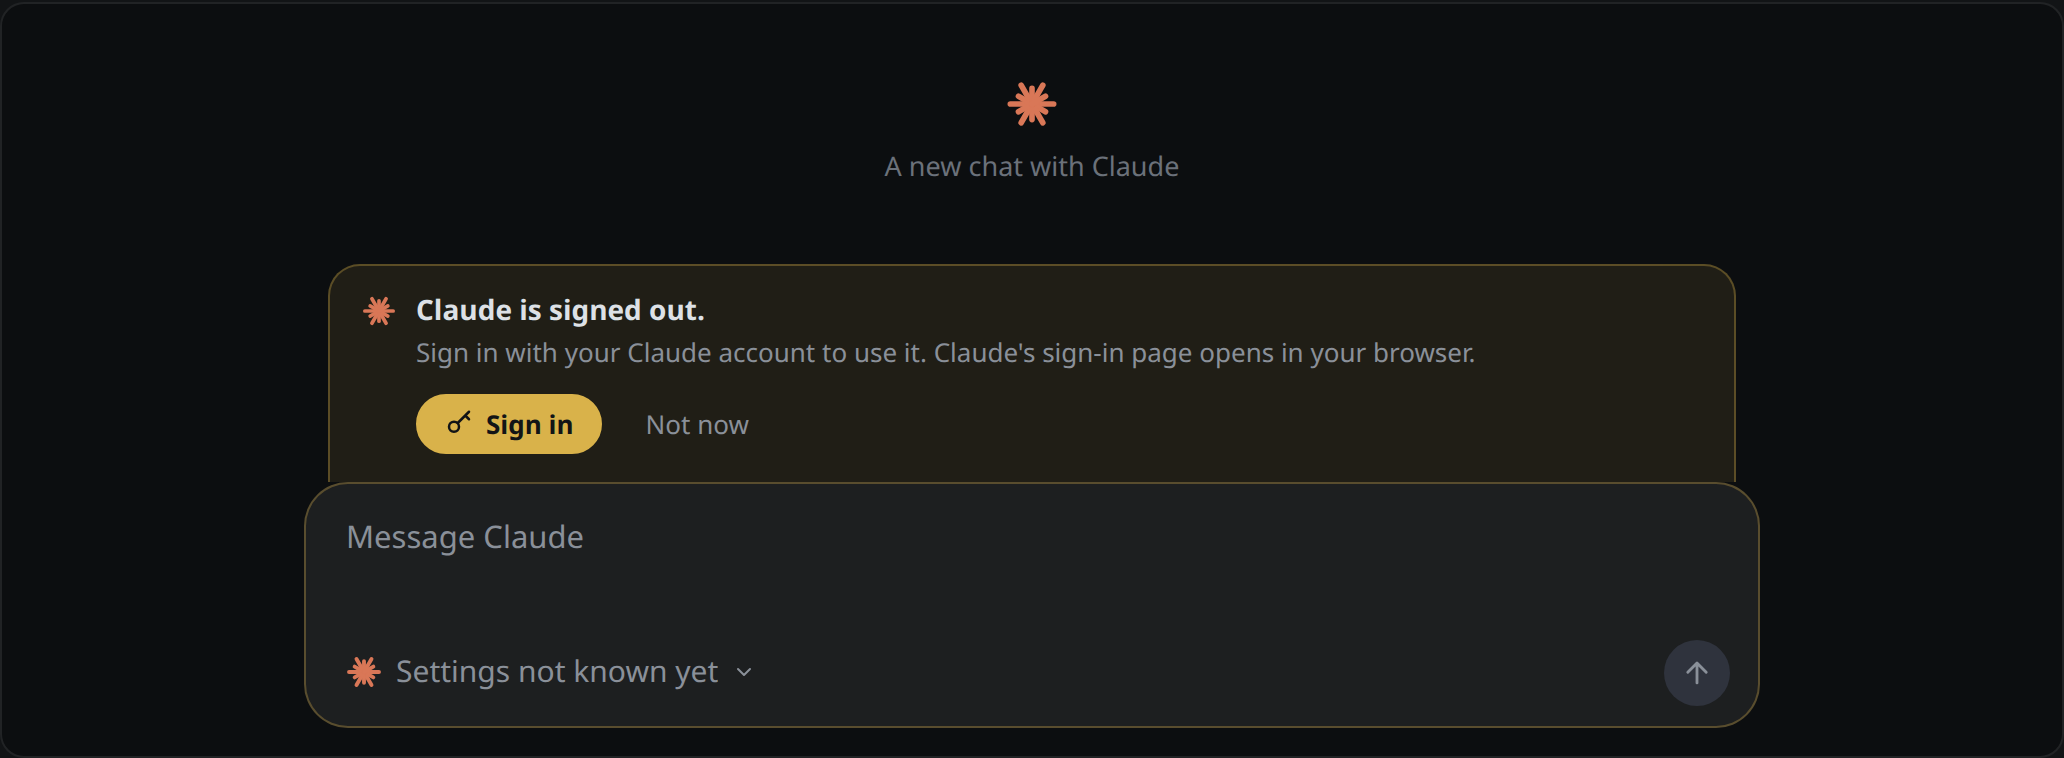 A new chat with Claude
Claude is signed out.
Sign in with your Claude account to use it. Claude's sign-in page opens in your browser.
Sign in
Not now
Message Claude
Settings not known yet